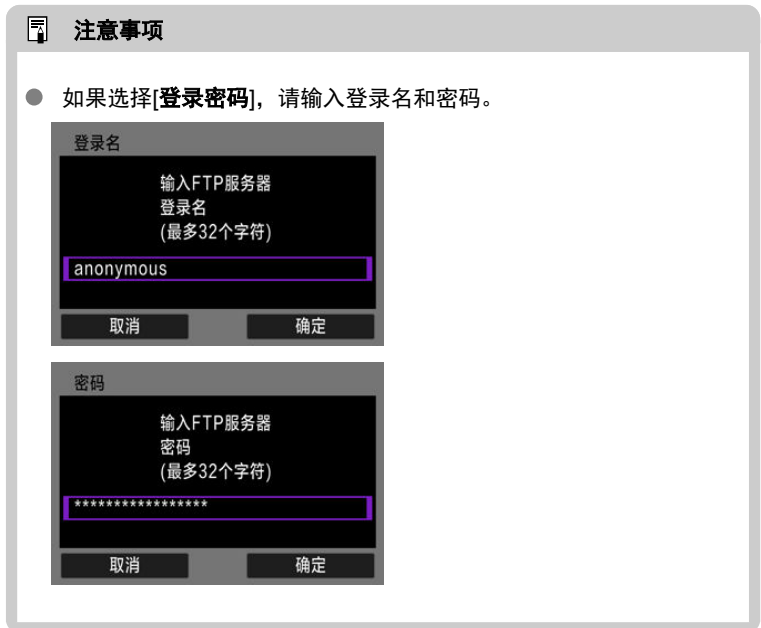 注意事项
● 如果选择[登录密码]，请输入登录名和密码。
登录名
输入FTP服务器
登录名
(最多32个字符)
anonymous
取消 确定
密码
输入FTP服务器
密码
(最多32个字符)
*****************
取消 确定